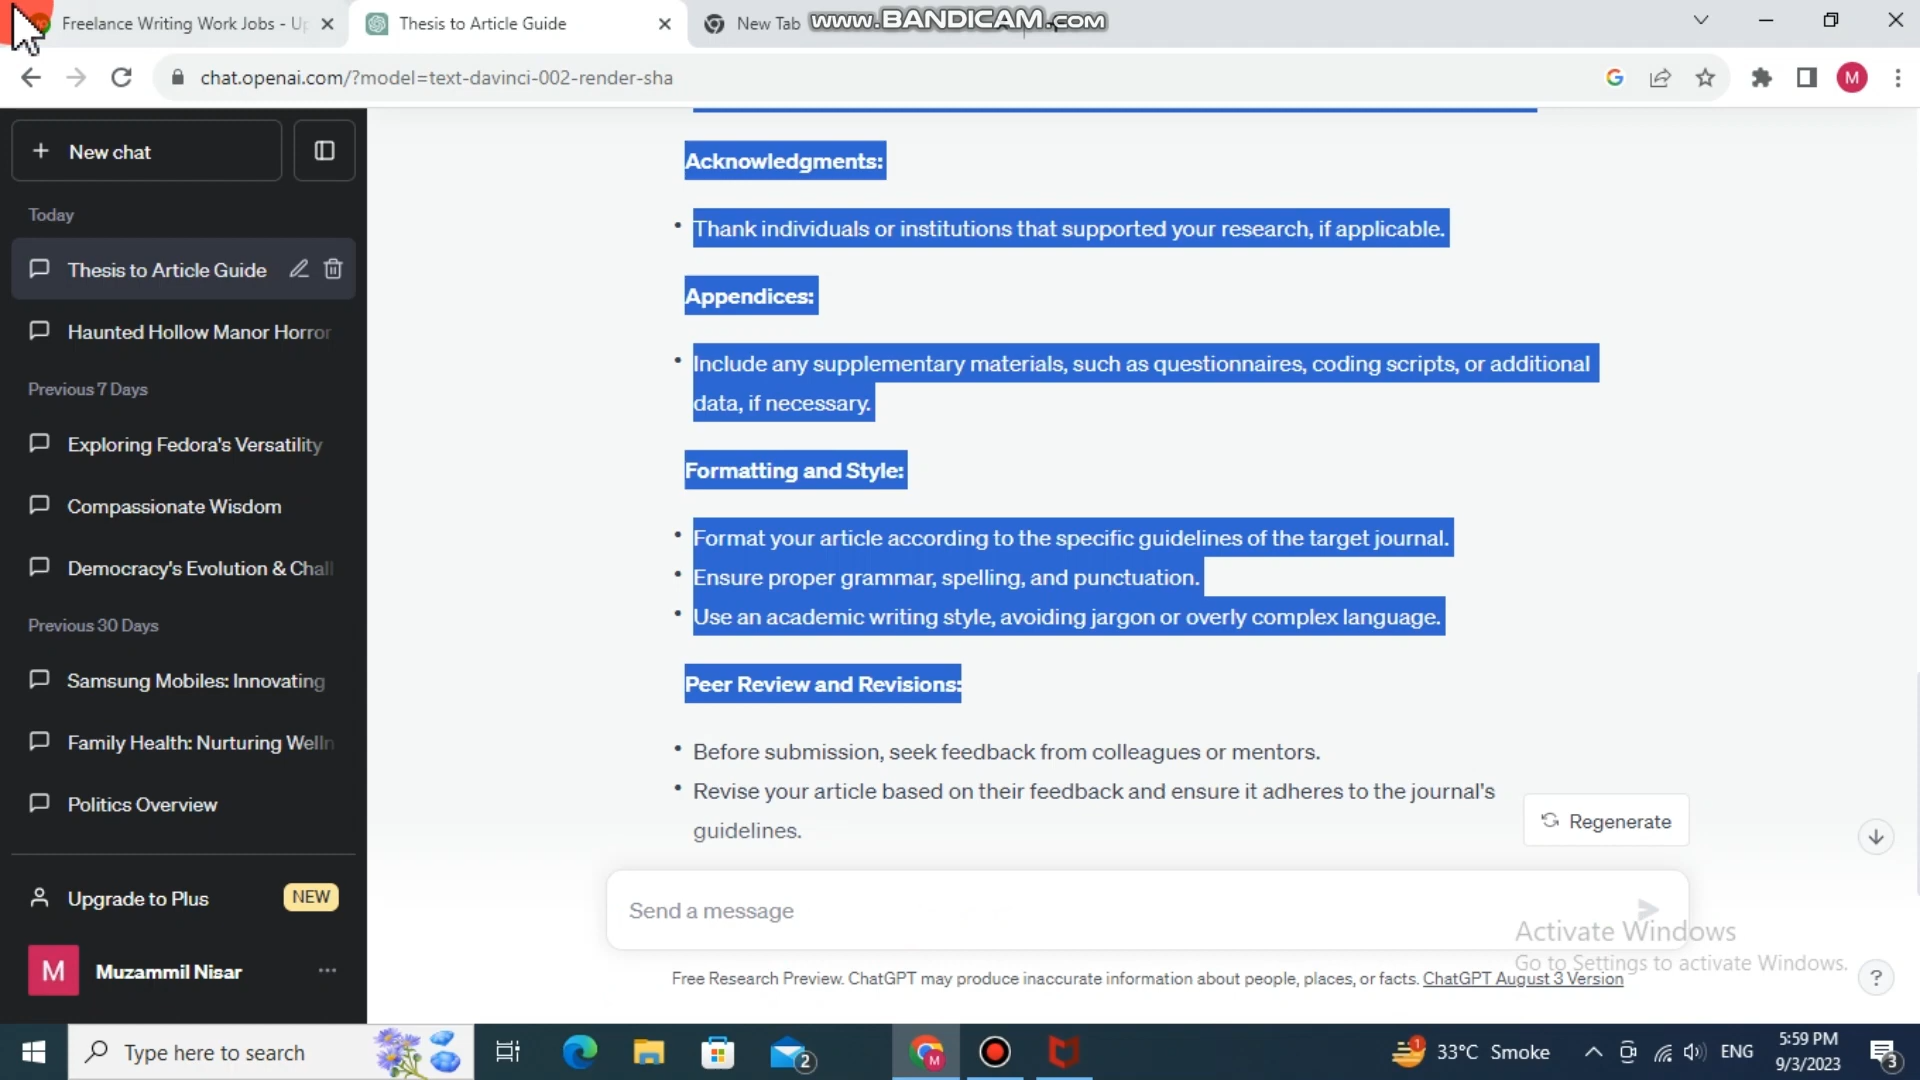 Freelance Writing Work Jobs - Up
Thesis to Article Guide
New Tab
www.BANDICAM.com
chat.openai.com/?model=text-davinci-002-render-sha
M
New chat
Today
Thesis to Article Guide
Haunted Hollow Manor Horror
Previous 7 Days
Exploring Fedora's Versatility
Compassionate Wisdom
Democracy's Evolution & Chall
Previous 30 Days
Samsung Mobiles: Innovating
Family Health: Nurturing Welln
Politics Overview
Upgrade to Plus
NEW
M
Muzammil Nisar
Acknowledgments:
Thank individuals or institutions that supported your research, if applicable.
Appendices:
Include any supplementary materials, such as questionnaires, coding scripts, or additional
data, if necessary.
Formatting and Style:
Format your article according to the specific guidelines of the target journal.
Ensure proper grammar, spelling, and punctuation.
Use an academic writing style, avoiding jargon or overly complex language.
Peer Review and Revisions:
Before submission, seek feedback from colleagues or mentors.
Revise your article based on their feedback and ensure it adheres to the journal's
guidelines.
Regenerate
Send a message
Activate Windows
Go to Settings to activate Windows.
Free Research Preview. ChatGPT may produce inaccurate information about people, places, or facts. ChatGPT August 3 Version
?
Type here to search
2
M
1
33°C Smoke
ENG
5:59 PM
9/3/2023
3